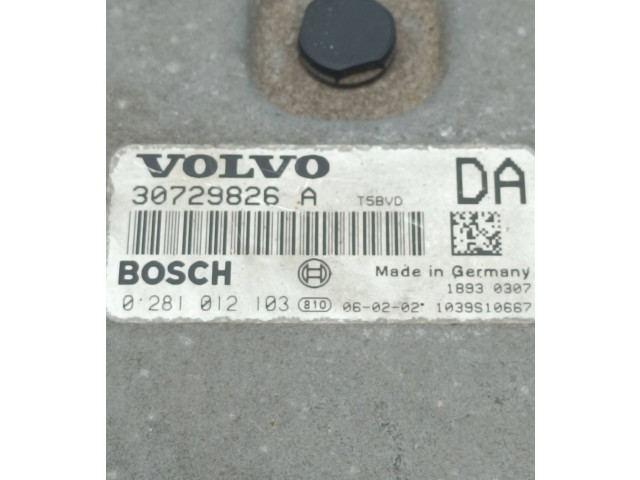 VOLVO DA
30729826 A T5BVD
BOSCH Made in Germany
1893 0307
0 281 012 103 810 06-02-02* 1039S10667